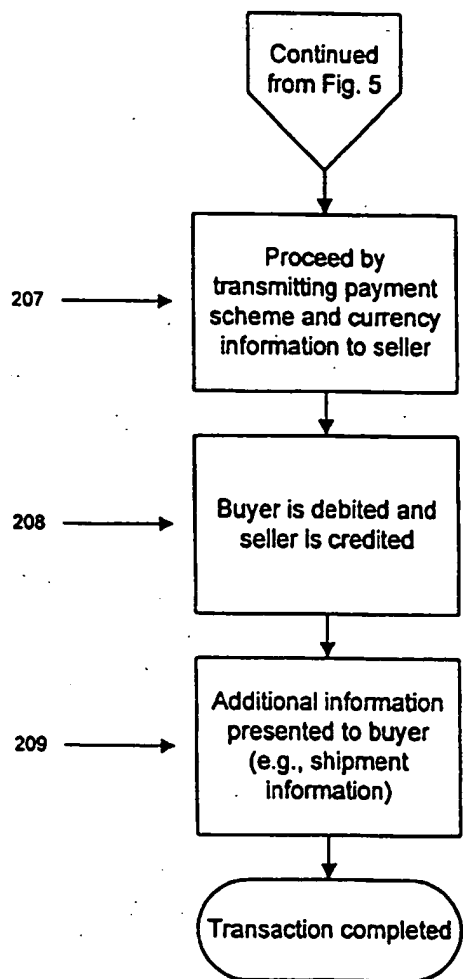 Continued
from Fig. 5
207
Proceed by
transmitting payment
scheme and currency
information to seller
208
Buyer is debited and
seller is credited
209
Additional information
presented to buyer
(e.g., shipment
information)
Transaction completed